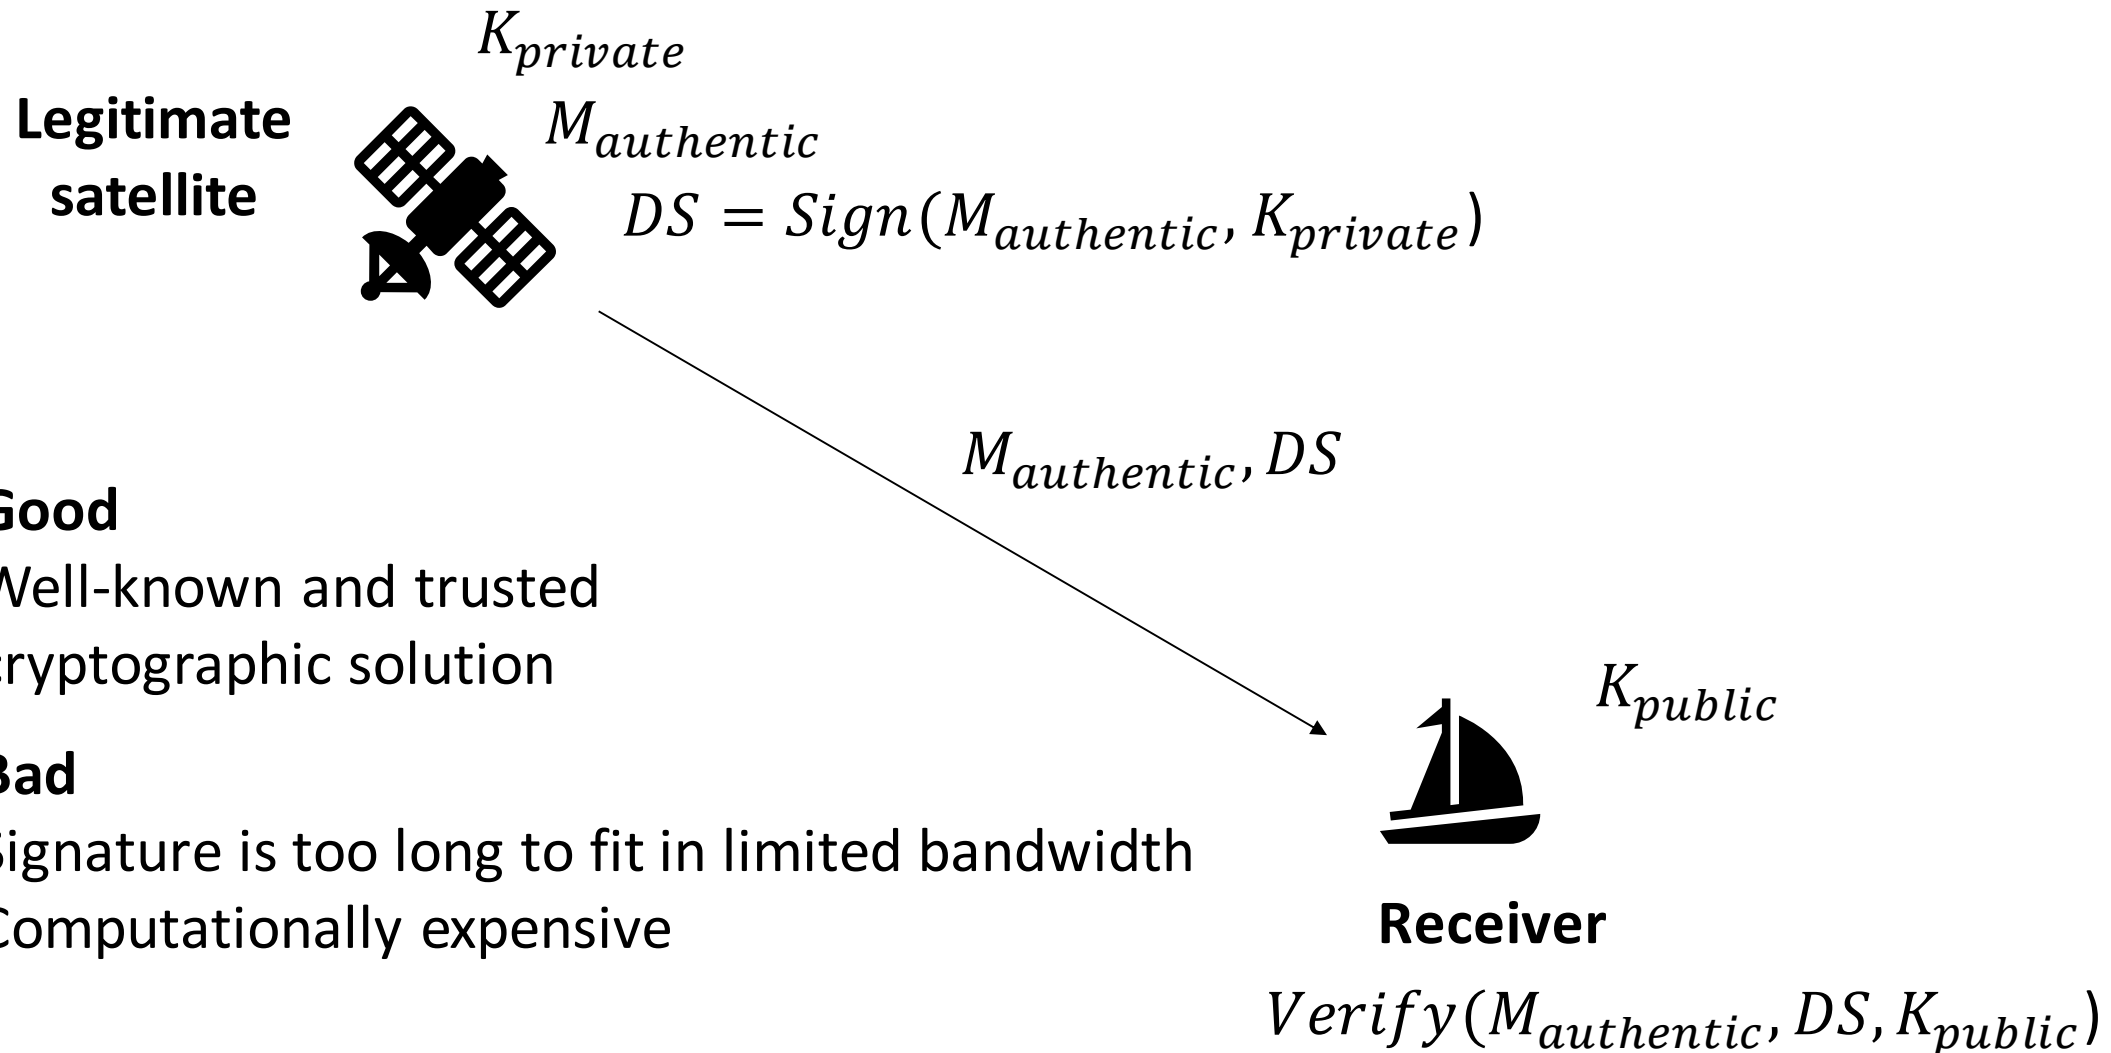 K_private
Legitimate
satellite
M_authentic
DS = Sign(M_authentic, K_private)
M_authentic, DS
Good
Well-known and trusted
cryptographic solution
K_public
Bad
Signature is too long to fit in limited bandwidth
Computationally expensive
Receiver
Verify(M_authentic, DS, K_public)